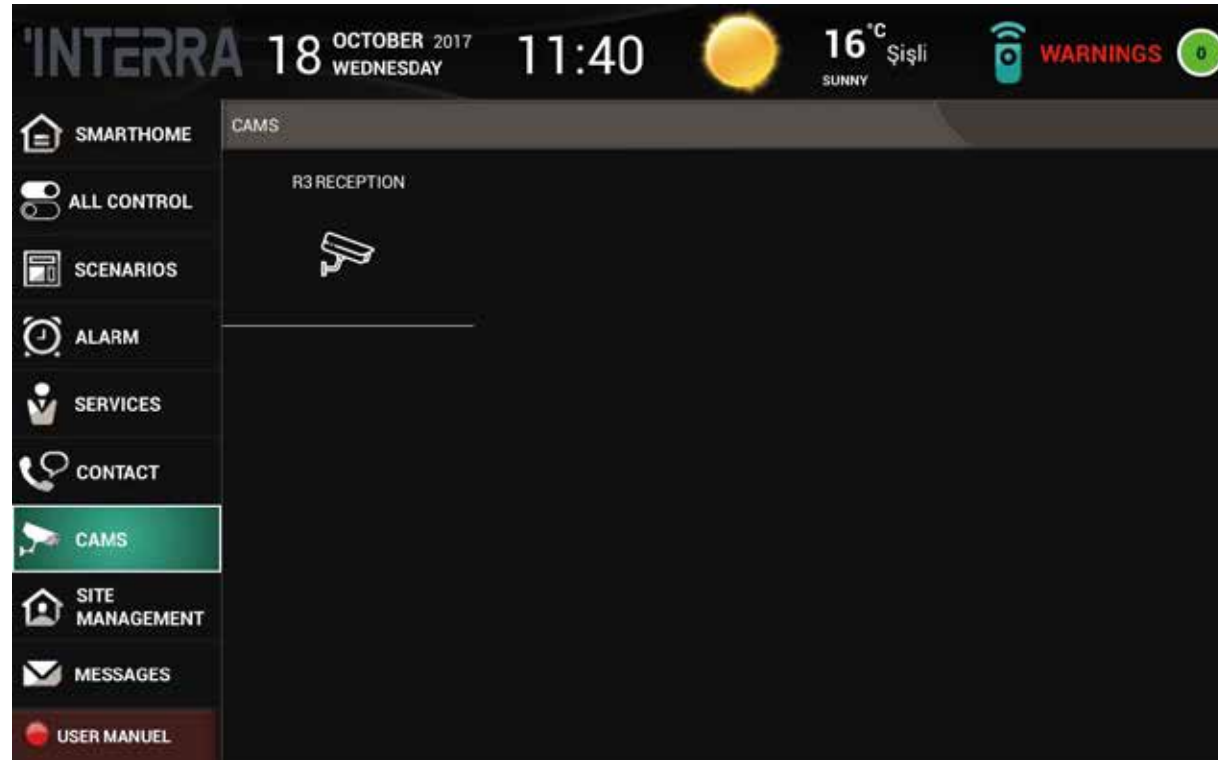 INTERRA
18 OCTOBER 2017
WEDNESDAY
11:40
16°C Şişli
SUNNY
WARNINGS 0
SMARTHOME
ALL CONTROL
SCENARIOS
ALARM
SERVICES
CONTACT
CAMS
SITE
MANAGEMENT
MESSAGES
USER MANUEL
CAMS
R3 RECEPTION